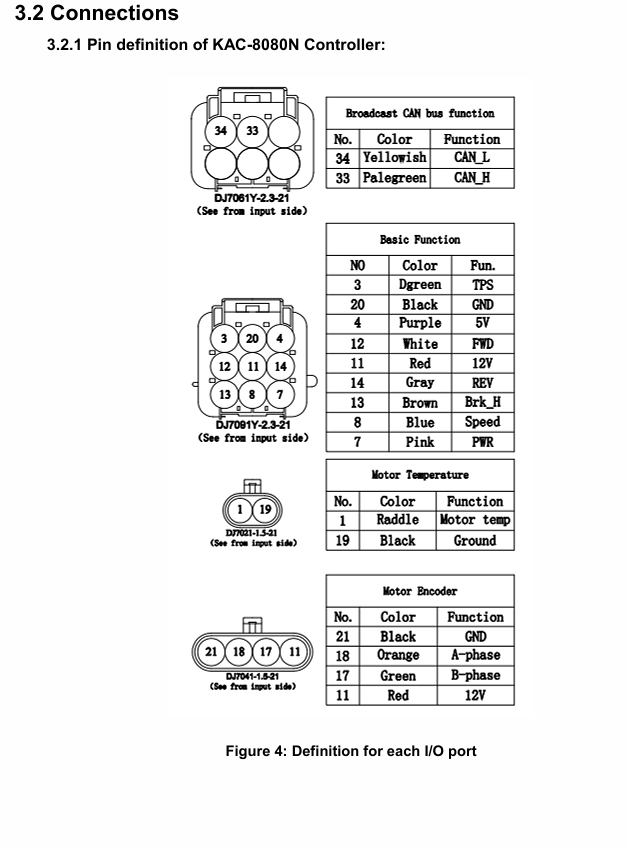 3.2 Connections
3.2.1 Pin definition of KAC-8080N Controller:
34 33
DJ7061Y-2.3-21
(See from input side)
Broadcast CAN bus function
No. Color Function
34 Yellowish CAN_L
33 Palegreen CAN_H
3 20 4
12 11 14
13 8 7
DJ7091Y-2.3-21
(See from input side)
Basic Function
NO Color Fun.
3 Dgreen TPS
20 Black GND
4 Purple 5V
12 White FWD
11 Red 12V
14 Gray REV
13 Brown Brk_H
8 Blue Speed
7 Pink PWR
1 19
DJ7021-1.5-21
(See from input side)
Motor Temperature
No. Color Function
1 Raddle Motor temp
19 Black Ground
21 18 17 11
DJ7041-1.5-21
(See from input side)
Motor Encoder
No. Color Function
21 Black GND
18 Orange A-phase
17 Green B-phase
11 Red 12V
Figure 4: Definition for each I/O port